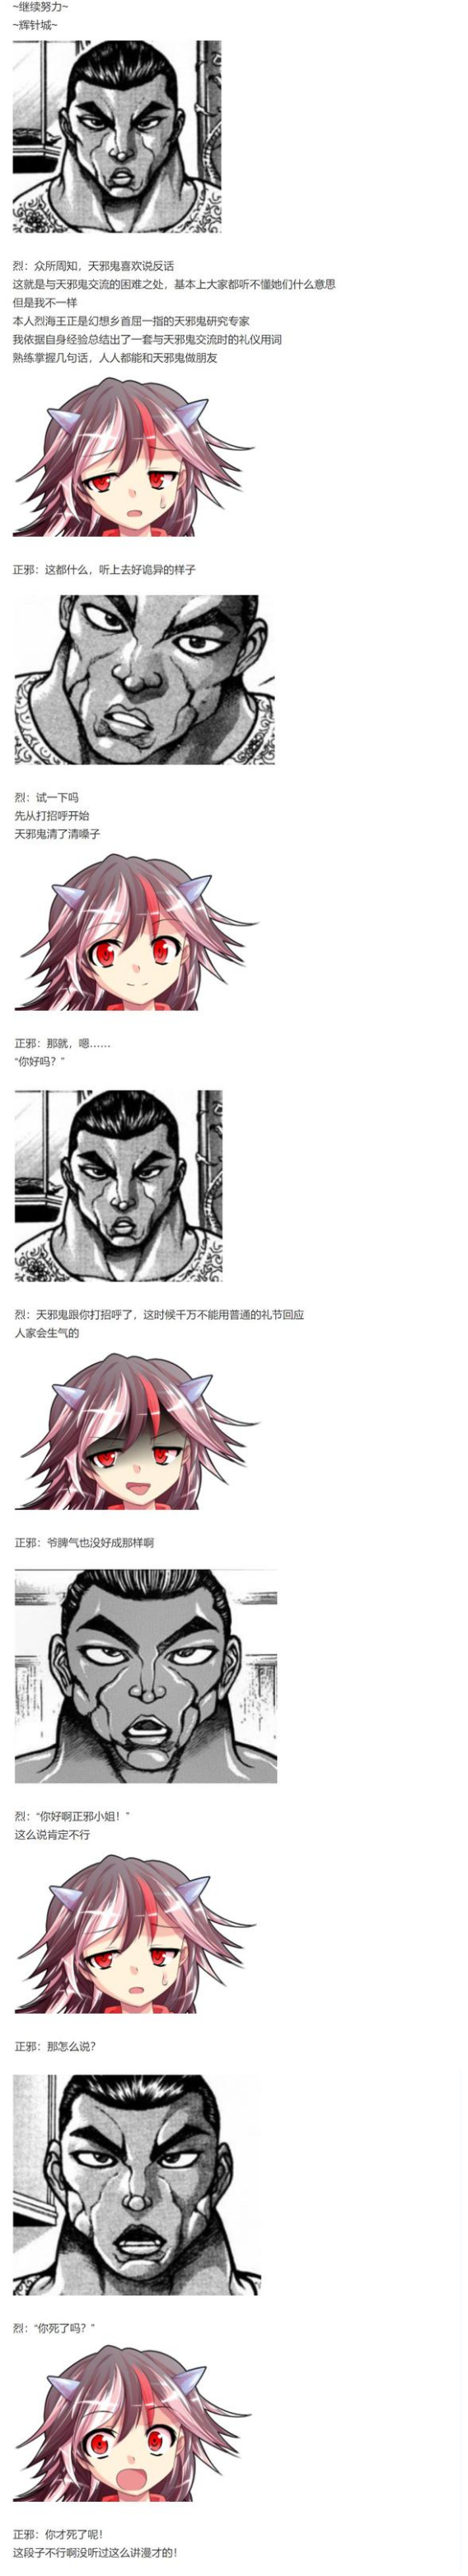 ~继续努力~
~辉针城~
烈：众所周知，天邪鬼喜欢说反话
这就是与天邪鬼交流的困难之处，基本上大家都听不懂她们什么意思
但是我不一样
本人烈海王正是幻想乡首屈一指的天邪鬼研究专家
我依据自身经验总结出了一套与天邪鬼交流时的礼仪用词
熟练掌握几句话，人人都能和天邪鬼做朋友
正邪：这都什么，听上去好诡异的样子
烈：试一下吗
先从打招呼开始
天邪鬼清了清嗓子
正邪：那就，嗯……
“你好吗？”
烈：天邪鬼跟你打招呼了，这时候千万不能用普通的礼节回应
人家会生气的
正邪：爷脾气也没好成那样啊
烈：“你好啊正邪小姐！”
这么说肯定不行
正邪：那怎么说？
烈：“你死了吗？”
正邪：你才死了呢！
这段子不行啊没听过这么讲漫才的！